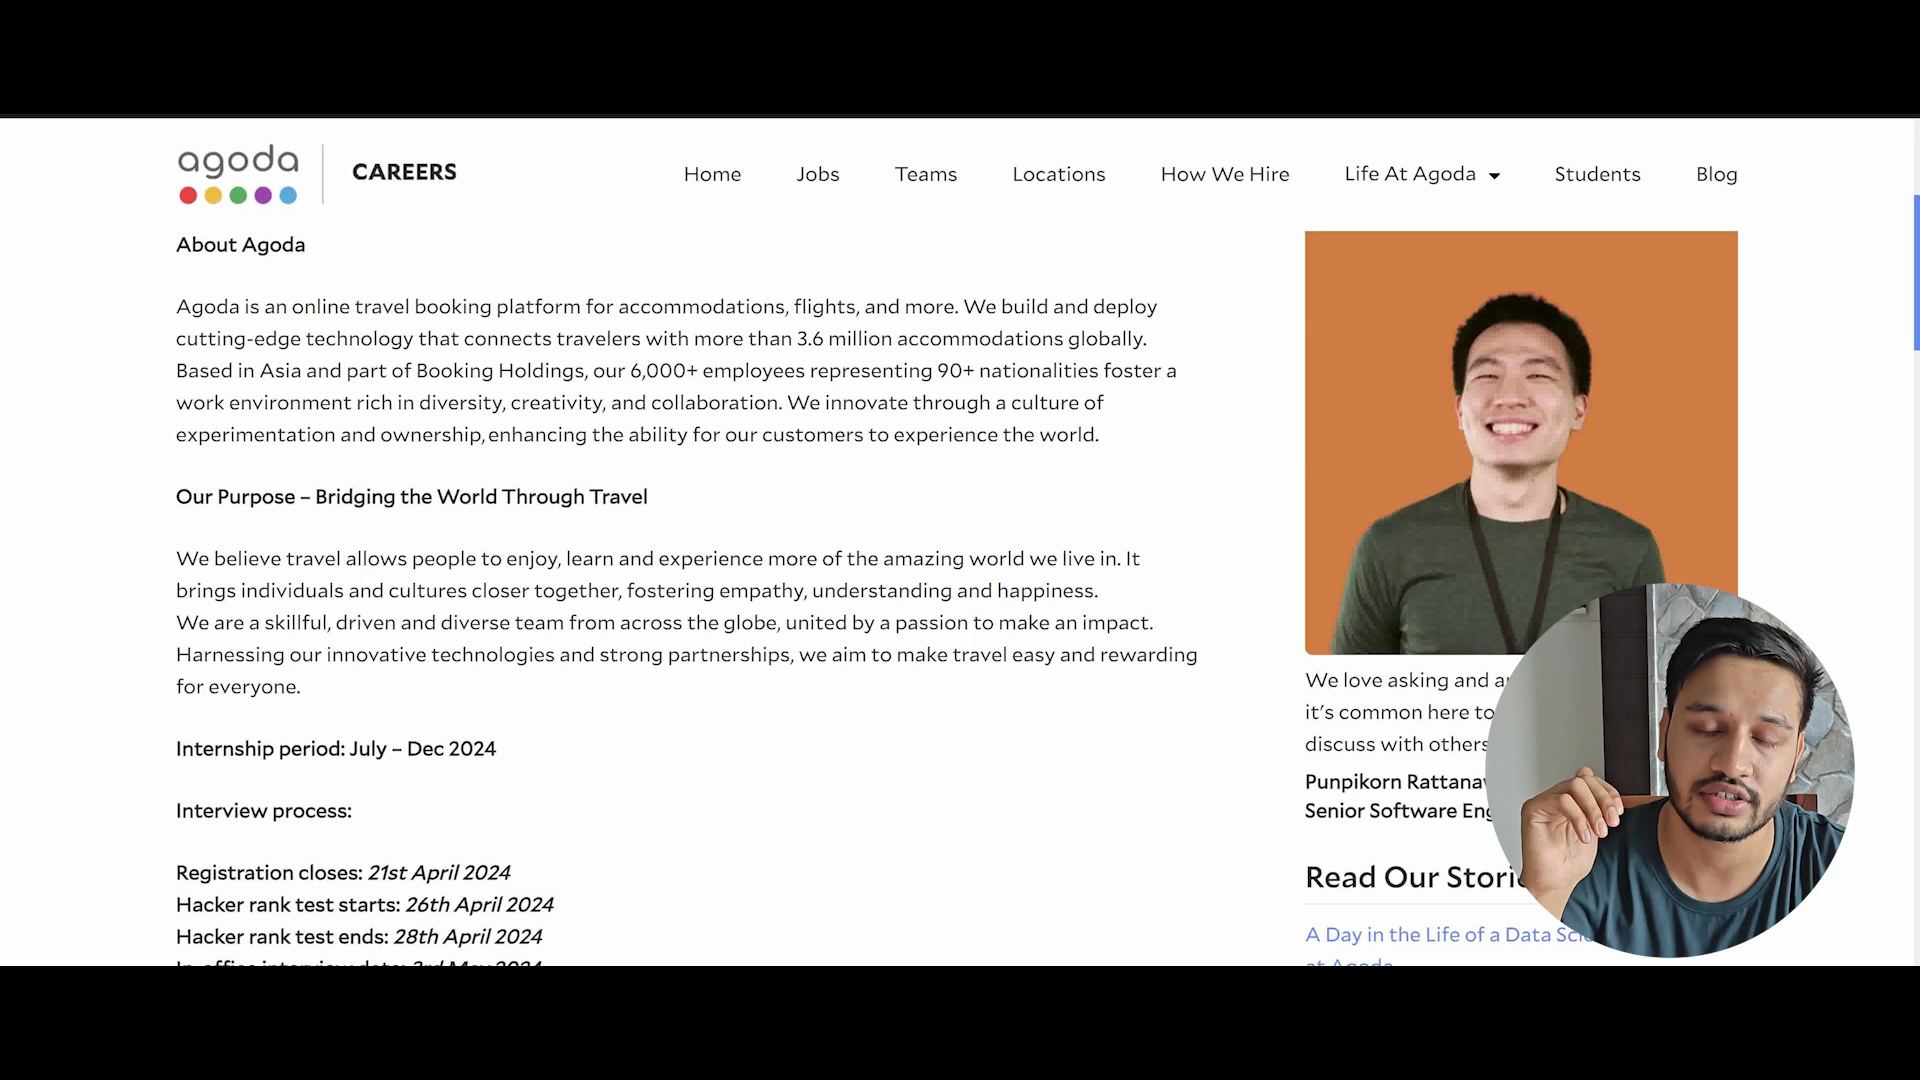 agoda
CAREERS
Home
Jobs
Teams
Locations
How We Hire
Life At Agoda
Students
Blog
About Agoda
Agoda is an online travel booking platform for accommodations, flights, and more. We build and deploy
cutting-edge technology that connects travelers with more than 3.6 million accommodations globally.
Based in Asia and part of Booking Holdings, our 6,000+ employees representing 90+ nationalities foster a
work environment rich in diversity, creativity, and collaboration. We innovate through a culture of
experimentation and ownership, enhancing the ability for our customers to experience the world.
Our Purpose – Bridging the World Through Travel
We believe travel allows people to enjoy, learn and experience more of the amazing world we live in. It
brings individuals and cultures closer together, fostering empathy, understanding and happiness.
We are a skillful, driven and diverse team from across the globe, united by a passion to make an impact.
Harnessing our innovative technologies and strong partnerships, we aim to make travel easy and rewarding
for everyone.
Internship period: July – Dec 2024
Interview process:
Registration closes: 21st April 2024
Hacker rank test starts: 26th April 2024
Hacker rank test ends: 28th April 2024
In-office interview date: 3rd May 2024
We love asking and
it's common here to
discuss with others
Punpikorn
Senior Software
Read Our
A Day in the Life of a Data
at Agoda